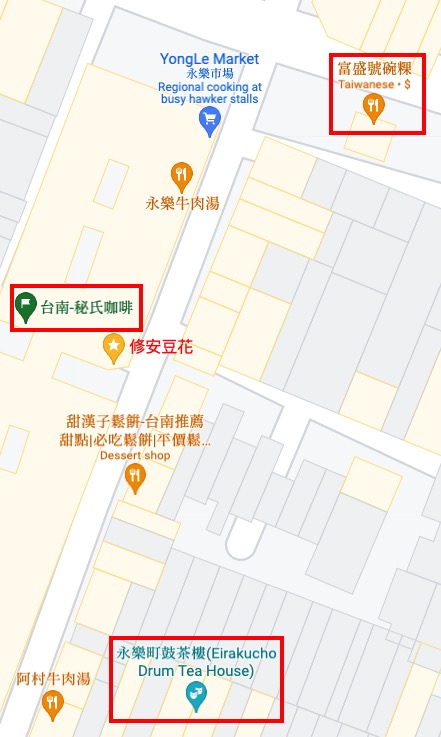 YongLe Market
永樂市場
Regional cooking at
busy hawker stalls
富盛號碗粿
Taiwanese • $
永樂牛肉湯
台南-秘氏咖啡
修安豆花
甜漢子鬆餅-台南推薦
甜點|必吃鬆餅|平價鬆...
Dessert shop
永樂町鼓茶樓(Eirakucho
Drum Tea House)
阿村牛肉湯